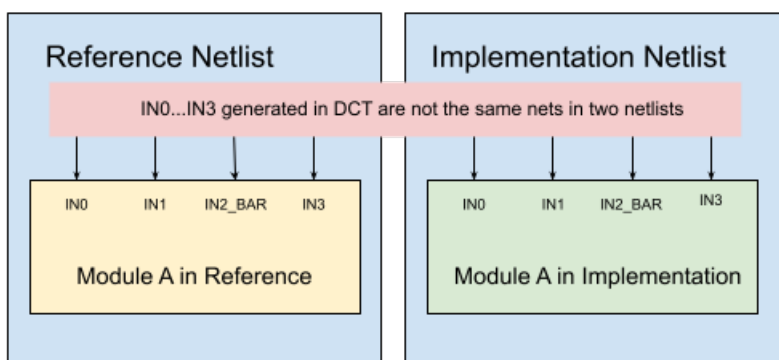 Reference Netlist
Implementation Netlist
IN0...IN3 generated in DCT are not the same nets in two netlists
IN0 IN1 IN2_BAR IN3
IN0 IN1 IN2_BAR IN3
Module A in Reference
Module A in Implementation